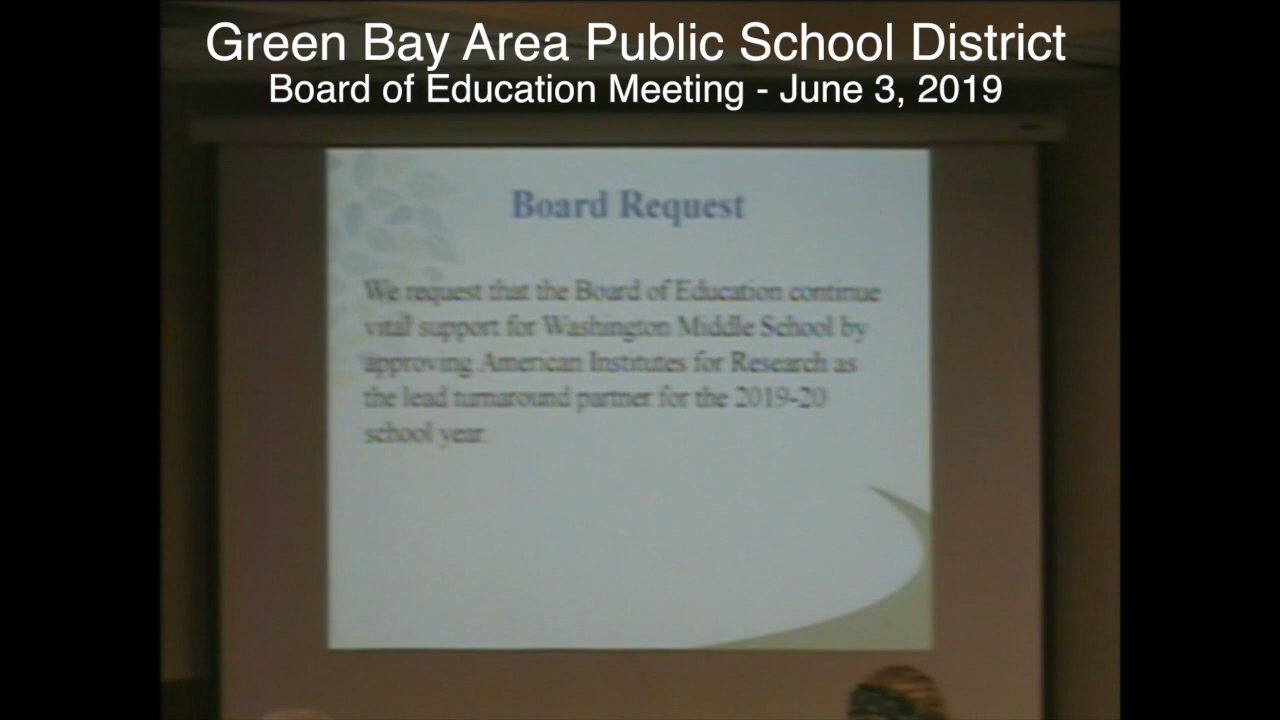 Green Bay Area Public School District
Board of Education Meeting - June 3, 2019
Board Request
We request that the Board of Education continue
vital support for Washington Middle School by
approving American Institutes for Research as
the lead turnaround partner for the 2019-20
school year.